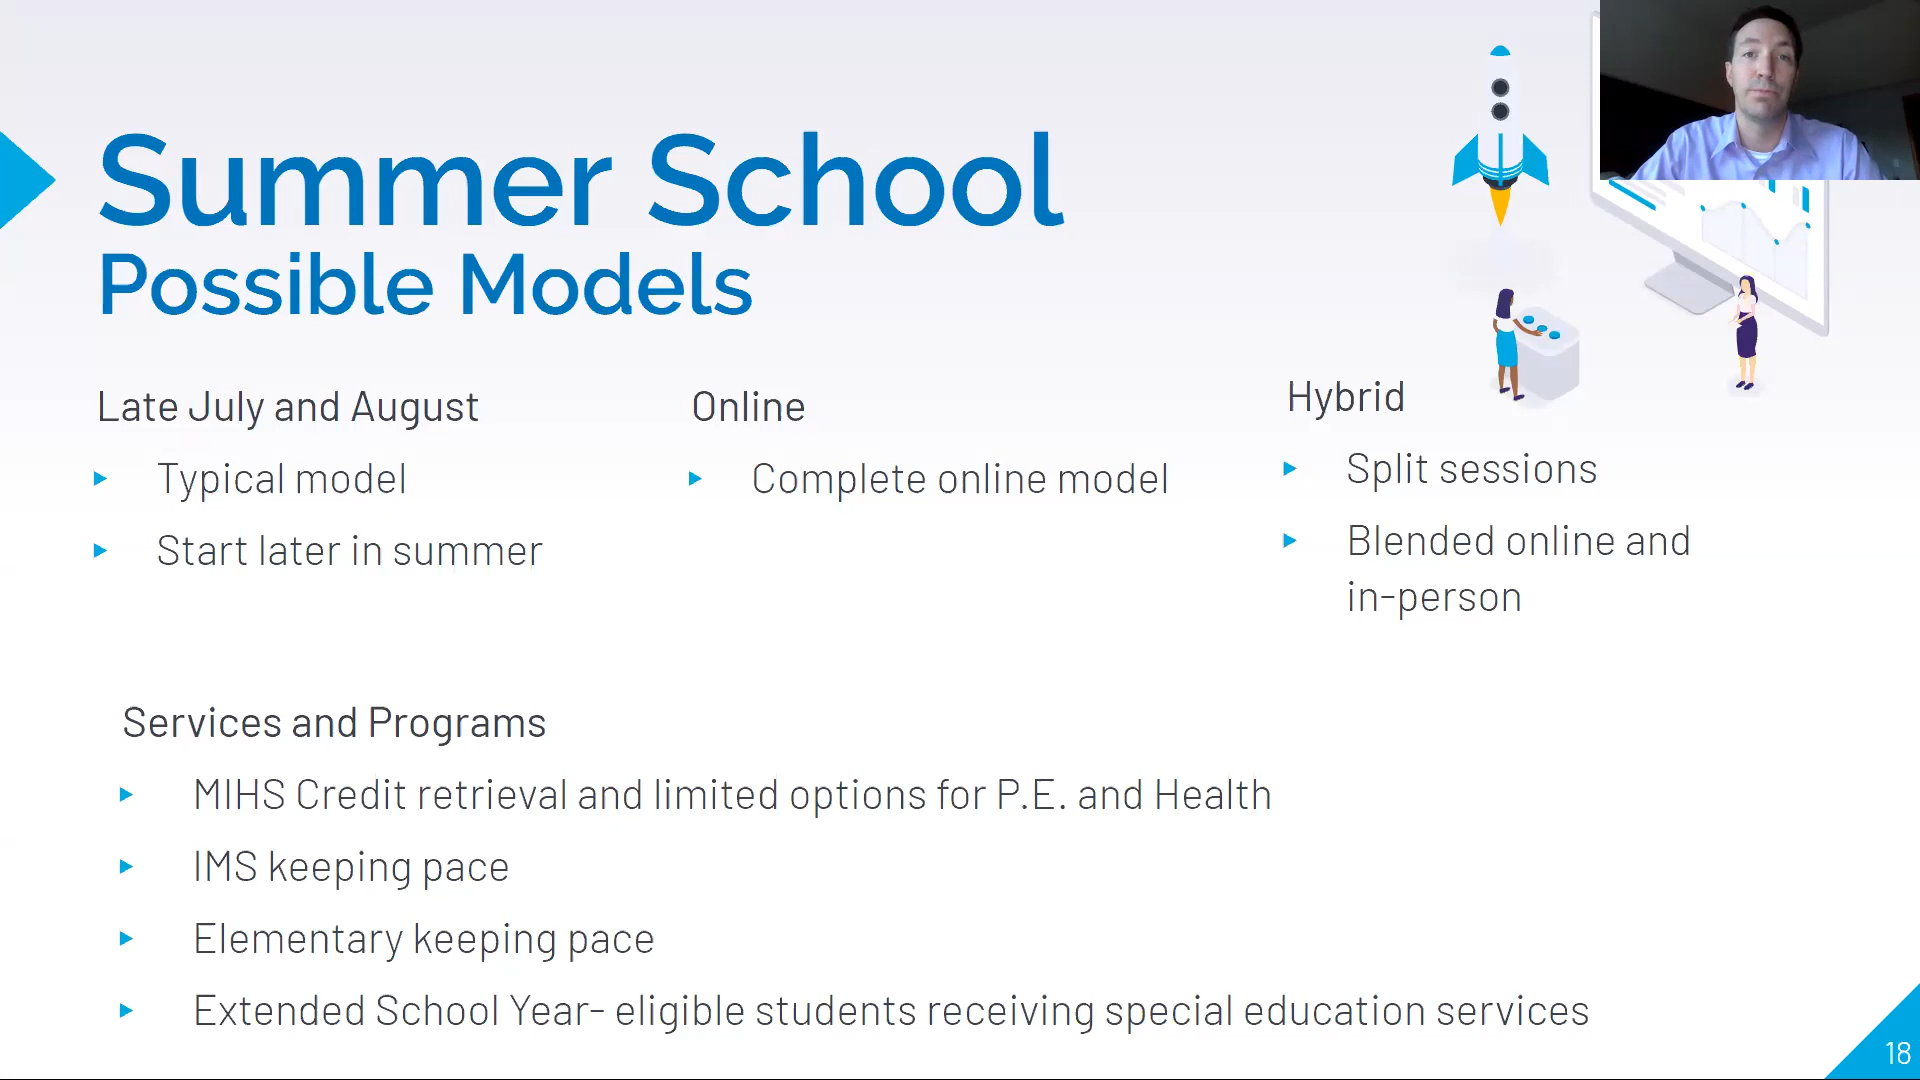 Summer School
Possible Models
Late July and August
Typical model
Start later in summer
Online
Complete online model
Hybrid
Split sessions
Blended online and
in-person
Services and Programs
MIHS Credit retrieval and limited options for P.E. and Health
IMS keeping pace
Elementary keeping pace
Extended School Year- eligible students receiving special education services
18